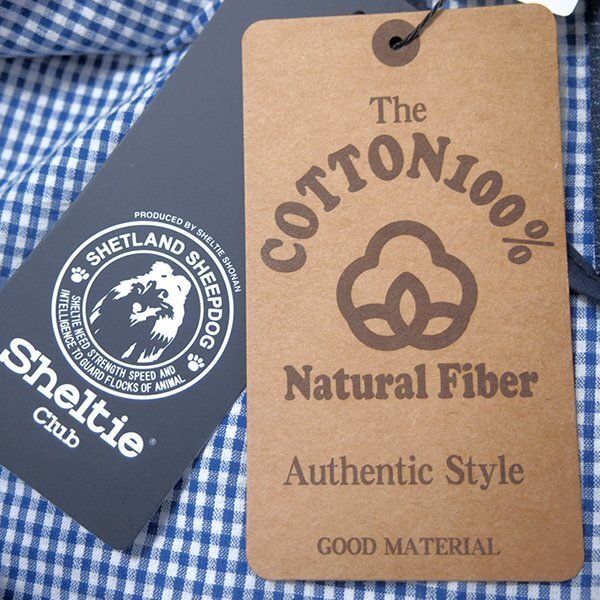 PRODUCED BY SHELTIE SHONAN
SHETLAND SHEEPDOG
SHELTIE NEED STRENGTH SPEED AND
INTELLIGENCE TO GUARD FLOCKS OF ANIMAL
Sheltie
Club
The
COTTON100%
Natural Fiber
Authentic Style
GOOD MATERIAL